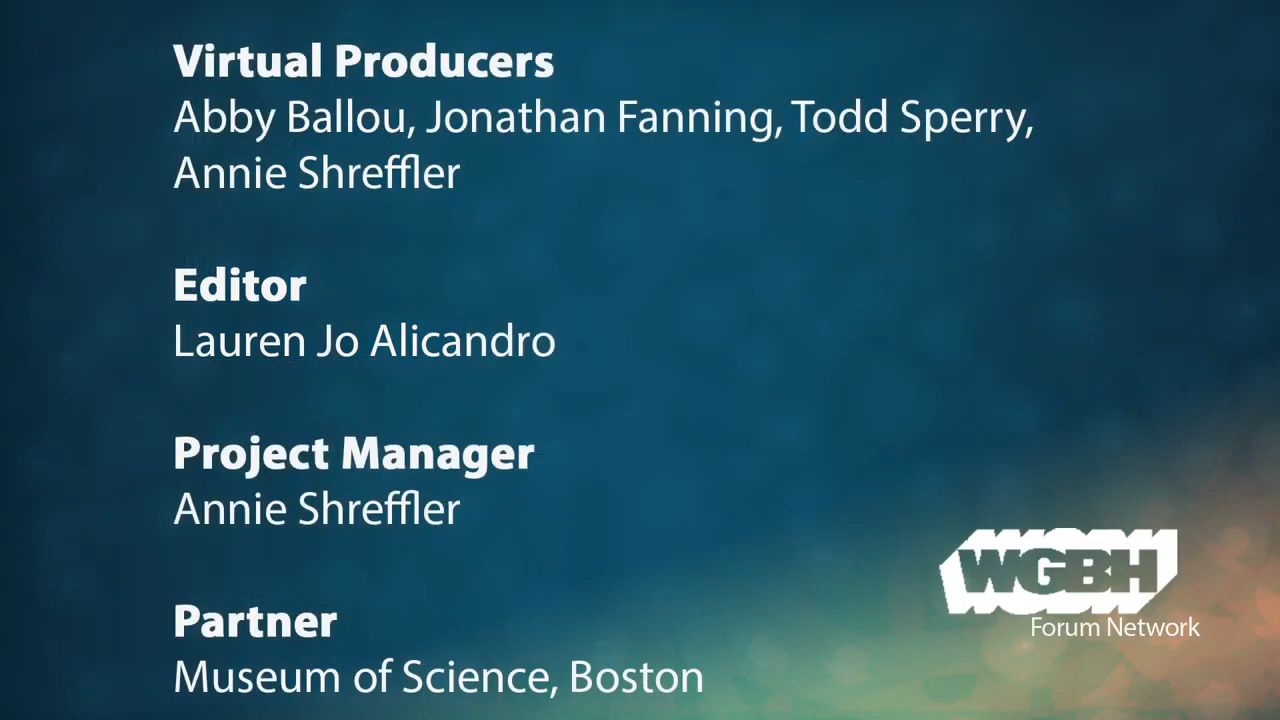 Virtual Producers
Abby Ballou, Jonathan Fanning, Todd Sperry,
Annie Shreffler
Editor
Lauren Jo Alicandro
Project Manager
Annie Shreffler
Partner
Museum of Science, Boston
WGBH
Forum Network